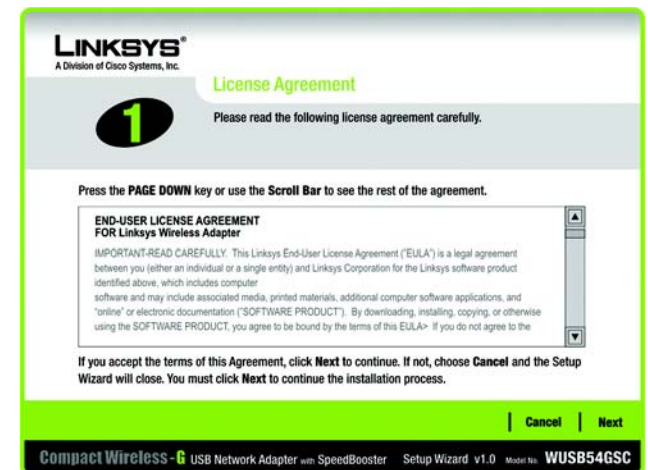 LINKSYS®
A Division of Cisco Systems, Inc.
License Agreement
1
Please read the following license agreement carefully.
Press the PAGE DOWN key or use the Scroll Bar to see the rest of the agreement.
END-USER LICENSE AGREEMENT
FOR Linksys Wireless Adapter
IMPORTANT-READ CAREFULLY. This Linksys End-User License Agreement ("EULA") is a legal agreement
between you (either an individual or a single entity) and Linksys Corporation for the Linksys software product
identified above, which includes computer
software and may include associated media, printed materials, additional computer software applications, and
"online" or electronic documentation ("SOFTWARE PRODUCT"). By downloading, installing, copying, or otherwise
using the SOFTWARE PRODUCT, you agree to be bound by the terms of this EULA> If you do not agree to the
If you accept the terms of this Agreement, click Next to continue. If not, choose Cancel and the Setup
Wizard will close. You must click Next to continue the installation process.
Cancel Next
Compact Wireless-G USB Network Adapter with SpeedBooster Setup Wizard v1.0 Model No. WUSB54GSC